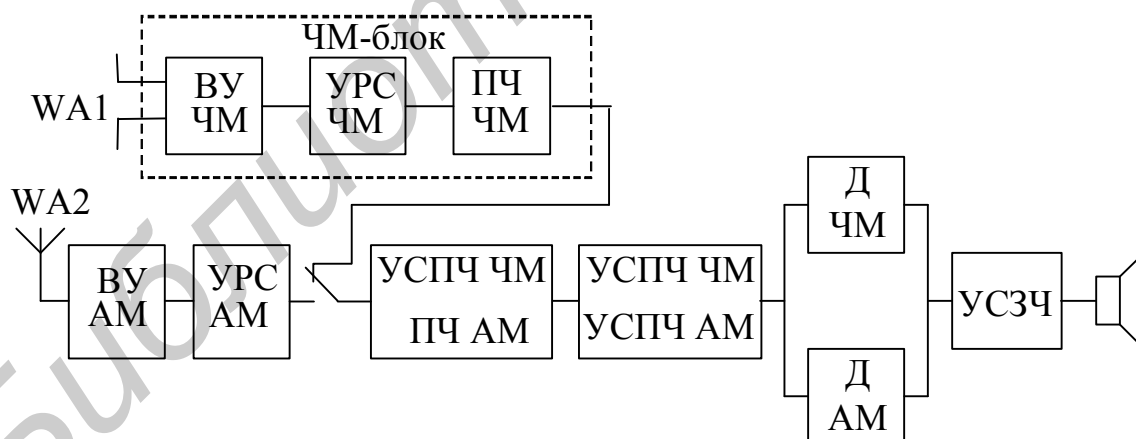 ЧМ-блок
WA1
ВУ
ЧМ
УРС
ЧМ
ПЧ
ЧМ
WA2
ВУ
АМ
УРС
АМ
УСПЧ ЧМ
ПЧ АМ
УСПЧ ЧМ
УСПЧ АМ
Д
ЧМ
Д
АМ
УСЗЧ